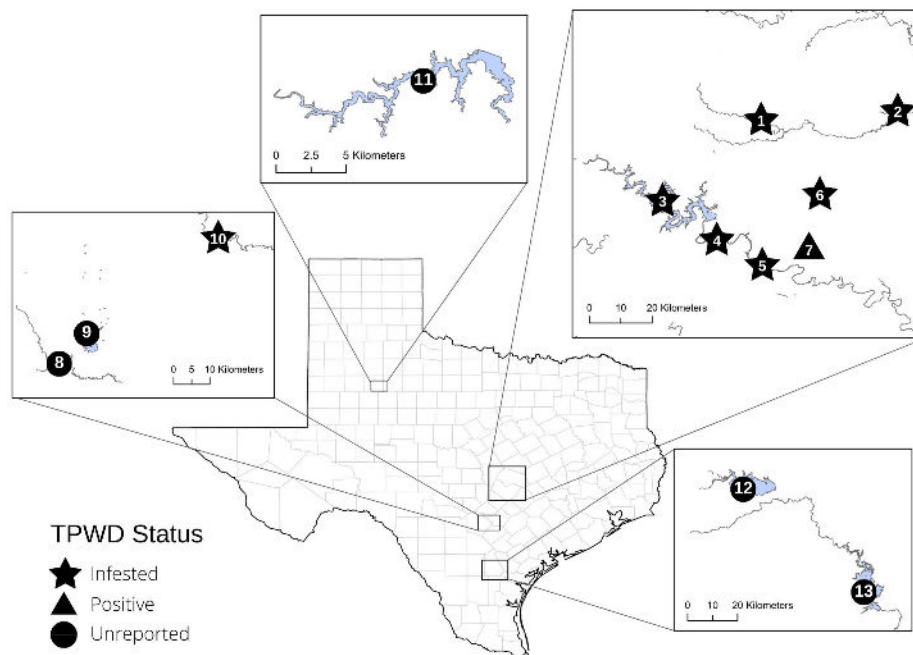 11
0 2.5 5 Kilometers
1
2
3
6
4
7
5
0 10 20 Kilometers
10
9
8
0 5 10 Kilometers
12
13
0 10 20 Kilometers
TPWD Status
Infested
Positive
Unreported